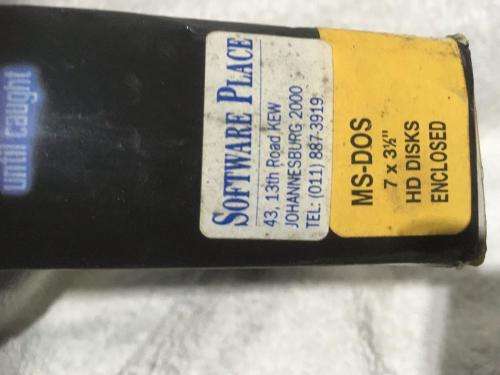 until caught
SOFTWARE PLACE
43, 13th Road KEW
JOHANNESBURG 2000
TEL: (011) 887-3919
MS-DOS
7 x 3½"
HD DISKS
ENCLOSED